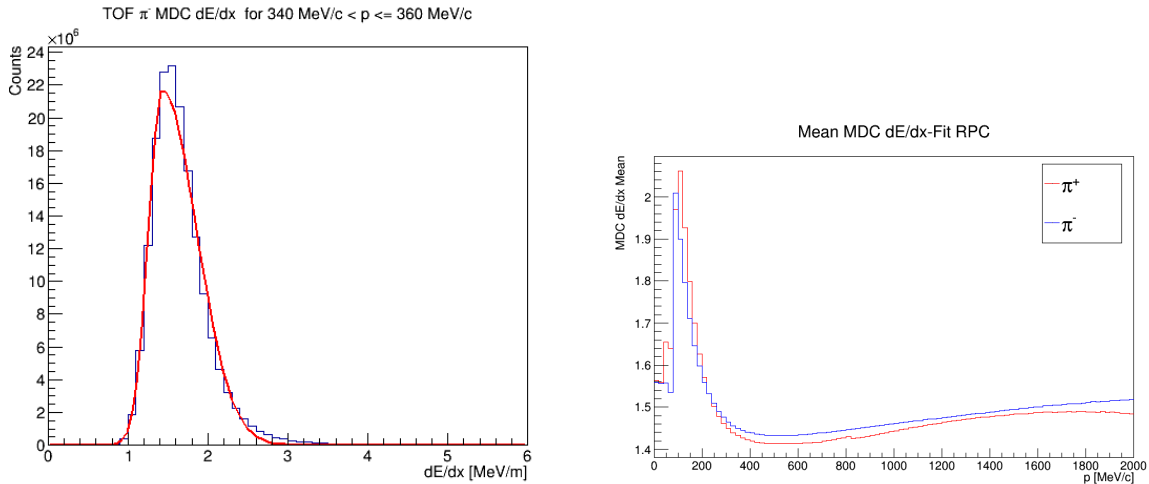 TOF π⁻ MDC dE/dx for 340 MeV/c < p <= 360 MeV/c
×10⁶
Counts
24
22
20
18
16
14
12
10
8
6
4
2
0
0 1 2 3 4 5 6
dE/dx [MeV/m]
Mean MDC dE/dx-Fit RPC
MDC dE/dx Mean
π⁺
π⁻
2
1.9
1.8
1.7
1.6
1.5
1.4
0 200 400 600 800 1000 1200 1400 1600 1800 2000
p [MeV/c]